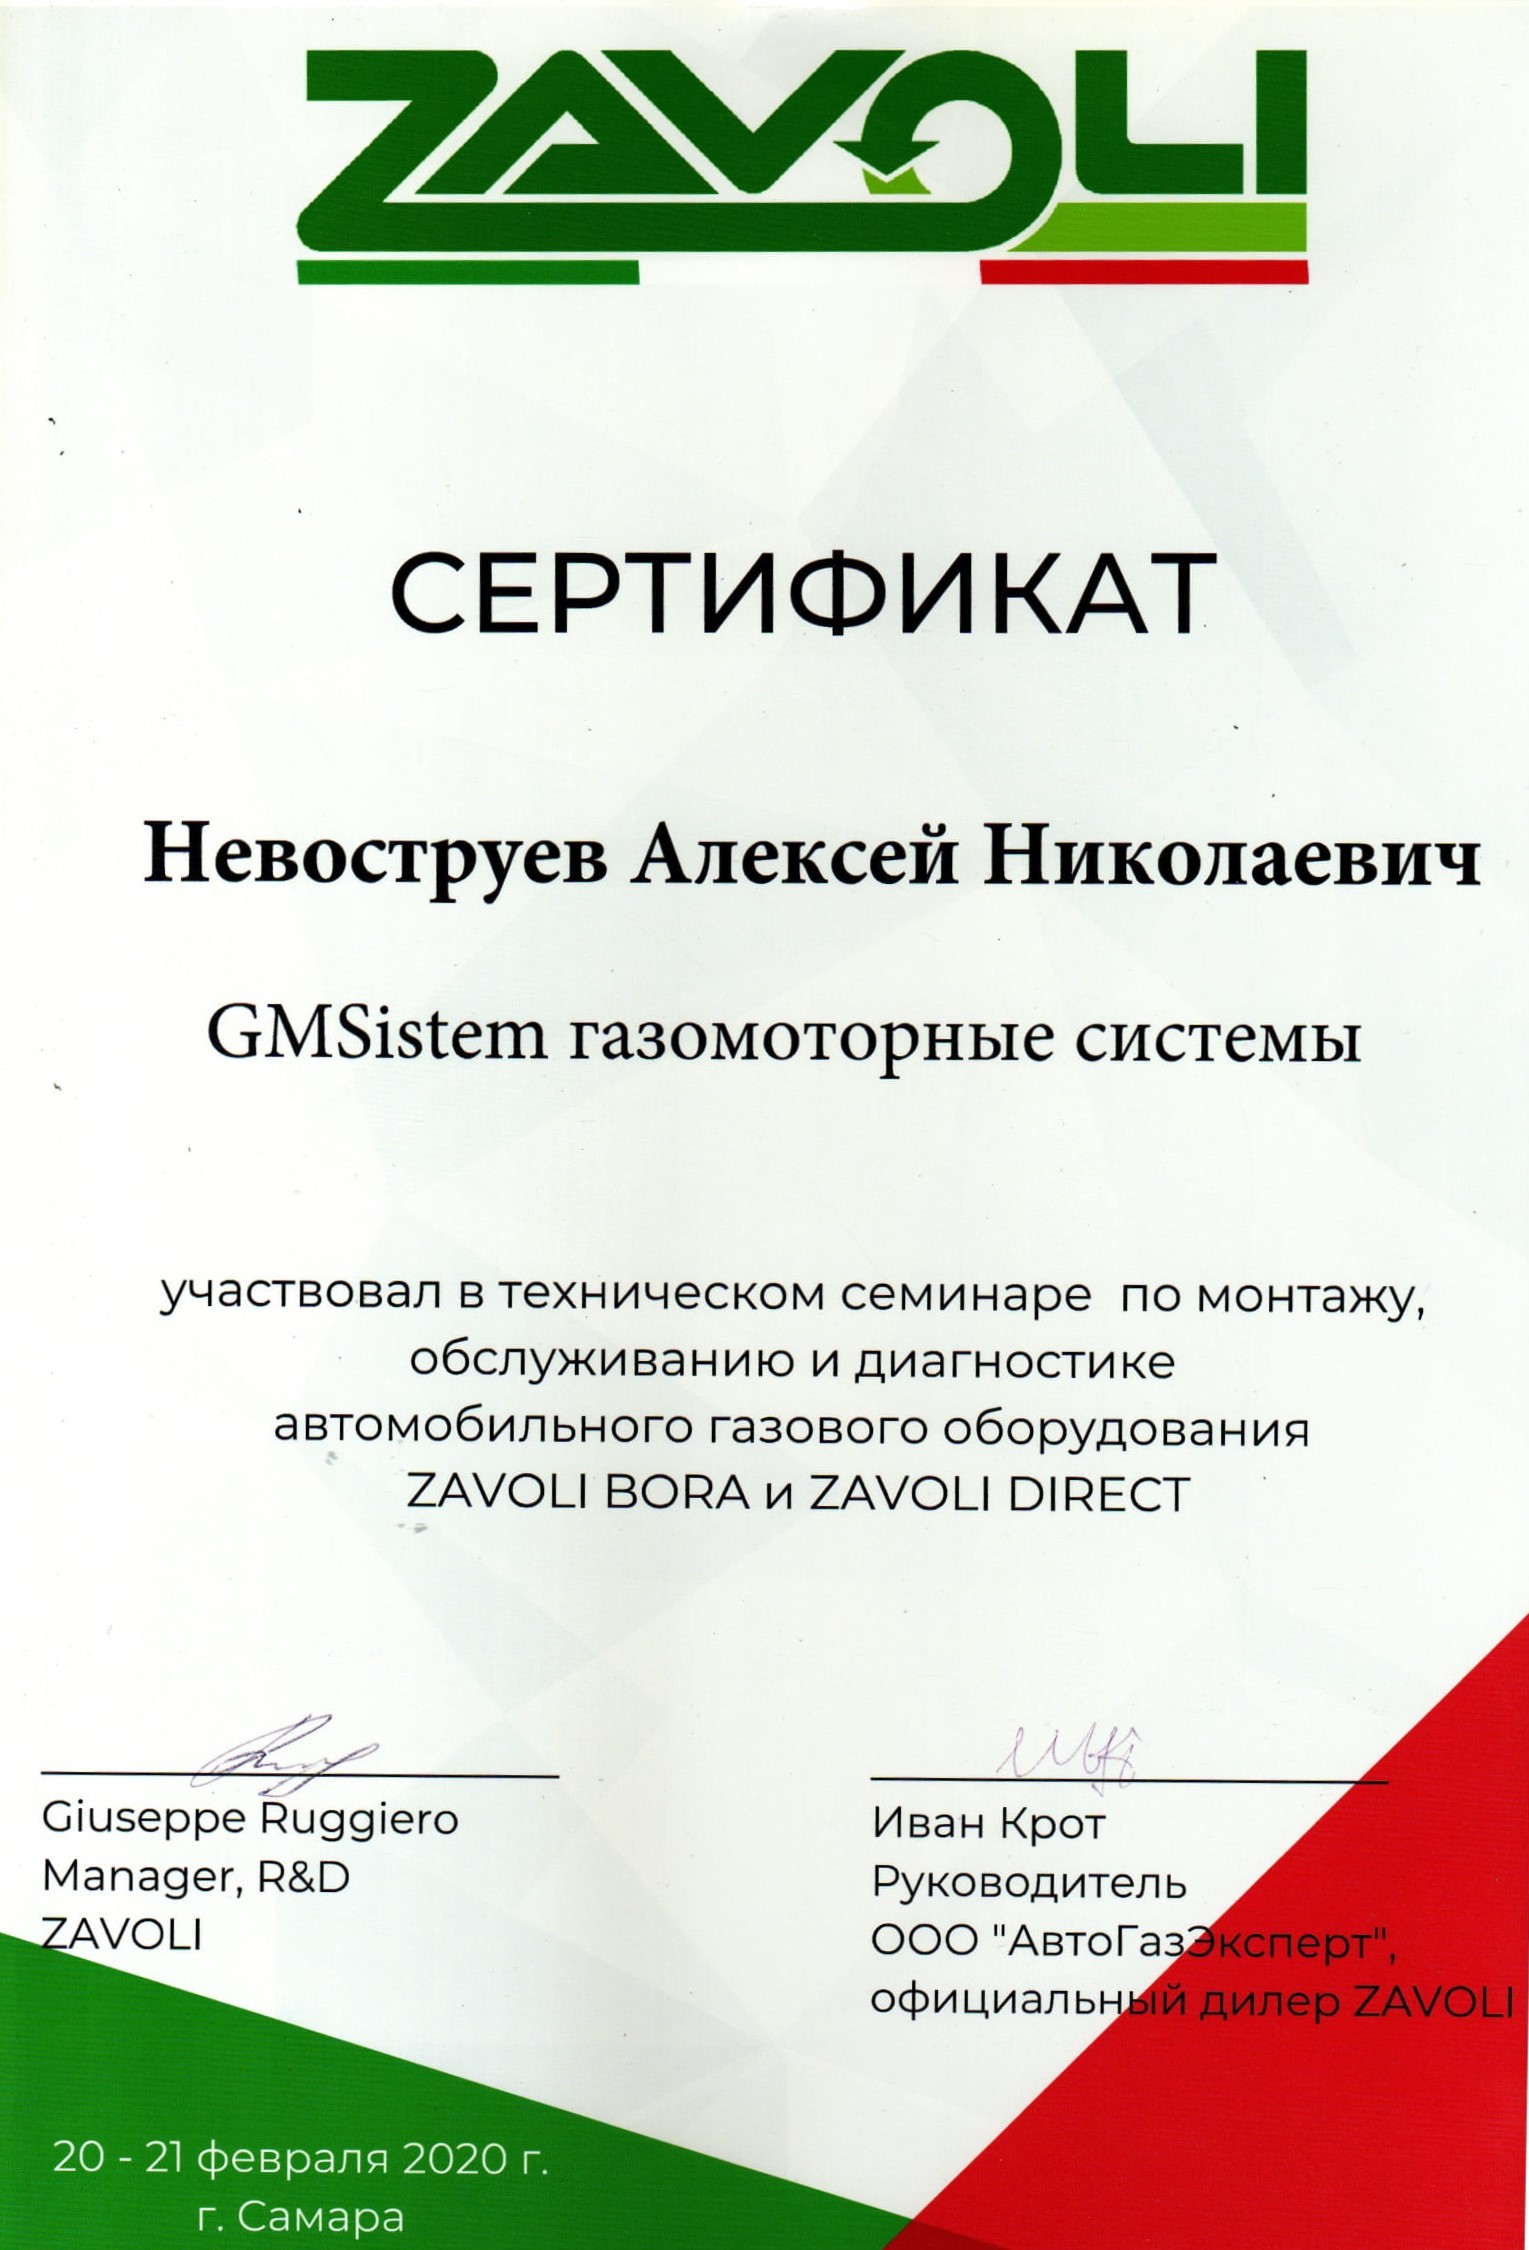 ZAVOLI
СЕРТИФИКАТ
Невоструев Алексей Николаевич
GMSistem газомоторные системы
участвовал в техническом семинаре по монтажу,
обслуживанию и диагностике
автомобильного газового оборудования
ZAVOLI BORA и ZAVOLI DIRECT
Giuseppe Ruggiero
Manager, R&D
ZAVOLI
Иван Крот
Руководитель
ООО "АвтоГазЭксперт",
официальный дилер ZAVOLI
20 - 21 февраля 2020 г.
г. Самара